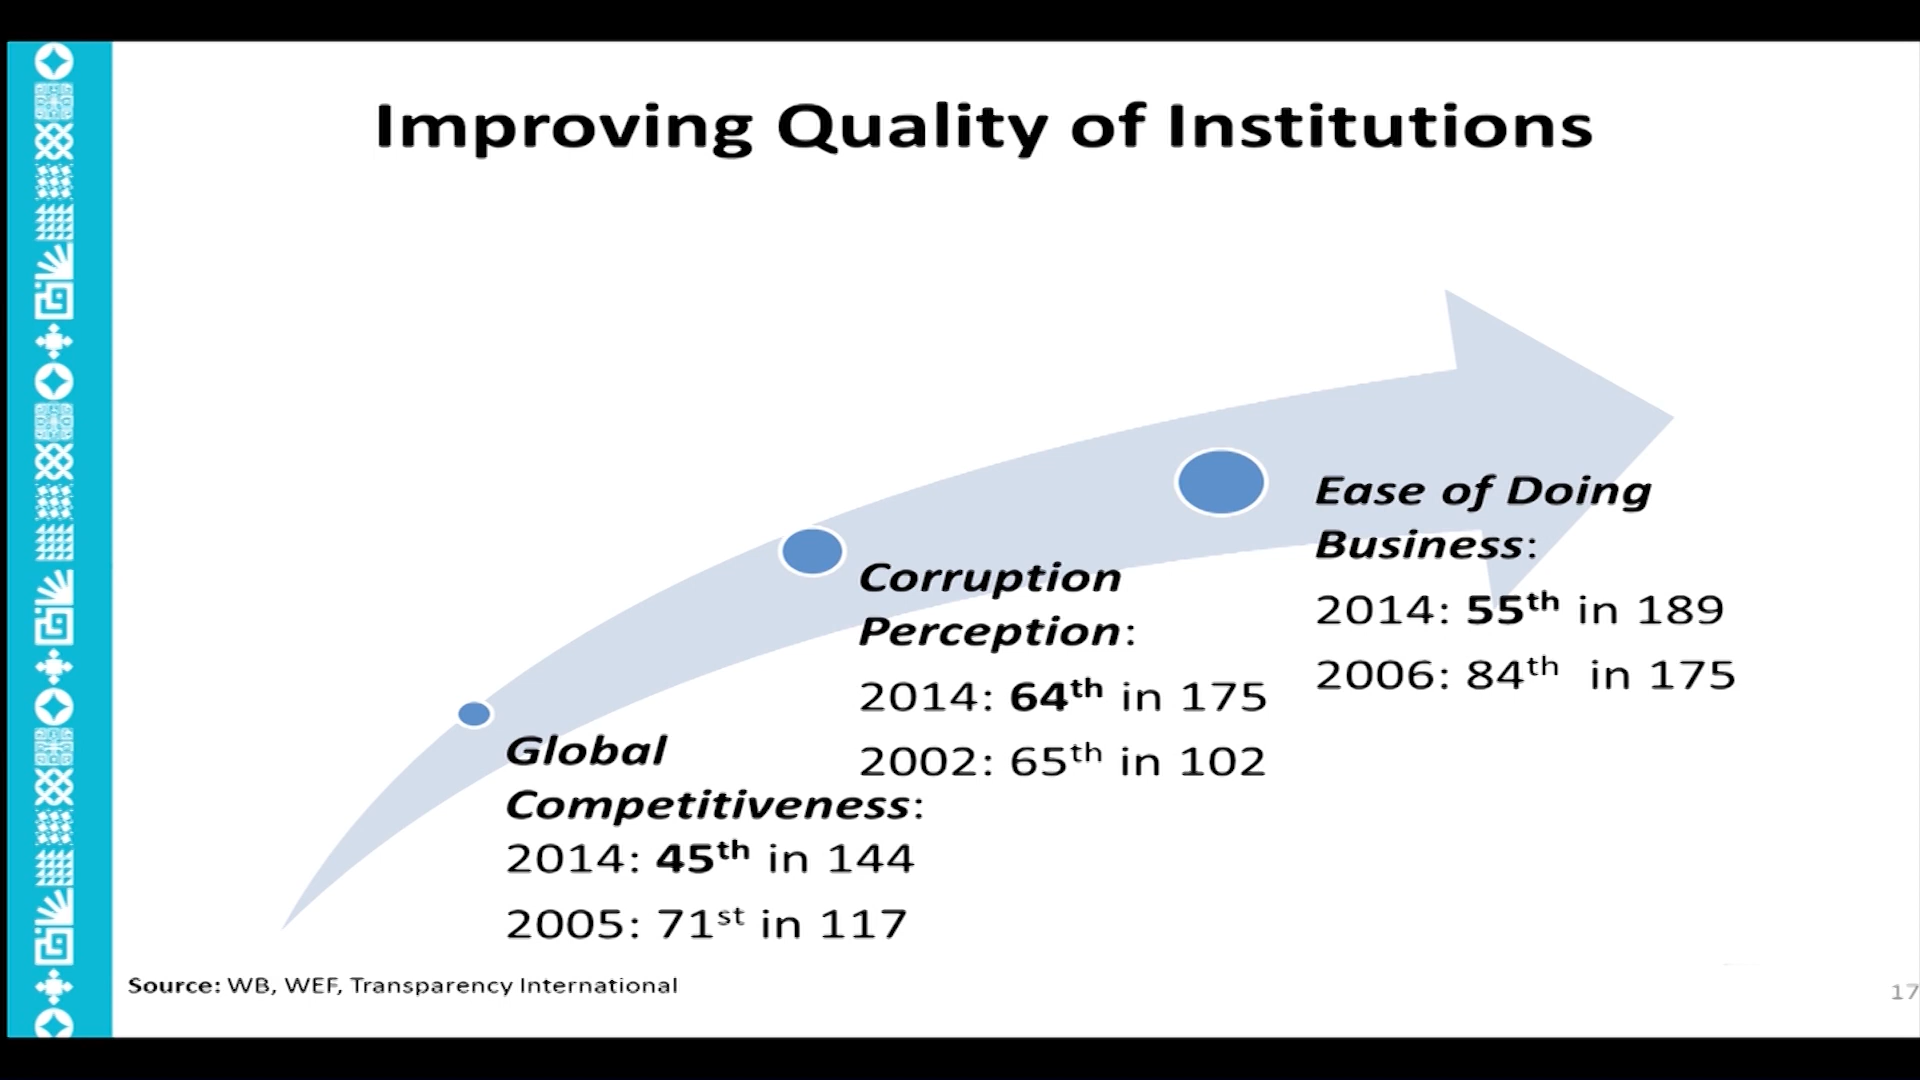 Improving Quality of Institutions
Ease of Doing
Business:
2014: 55th in 189
2006: 84th in 175
Corruption
Perception:
2014: 64th in 175
2002: 65th in 102
Global
Competitiveness:
2014: 45th in 144
2005: 71st in 117
Source: WB, WEF, Transparency International
17